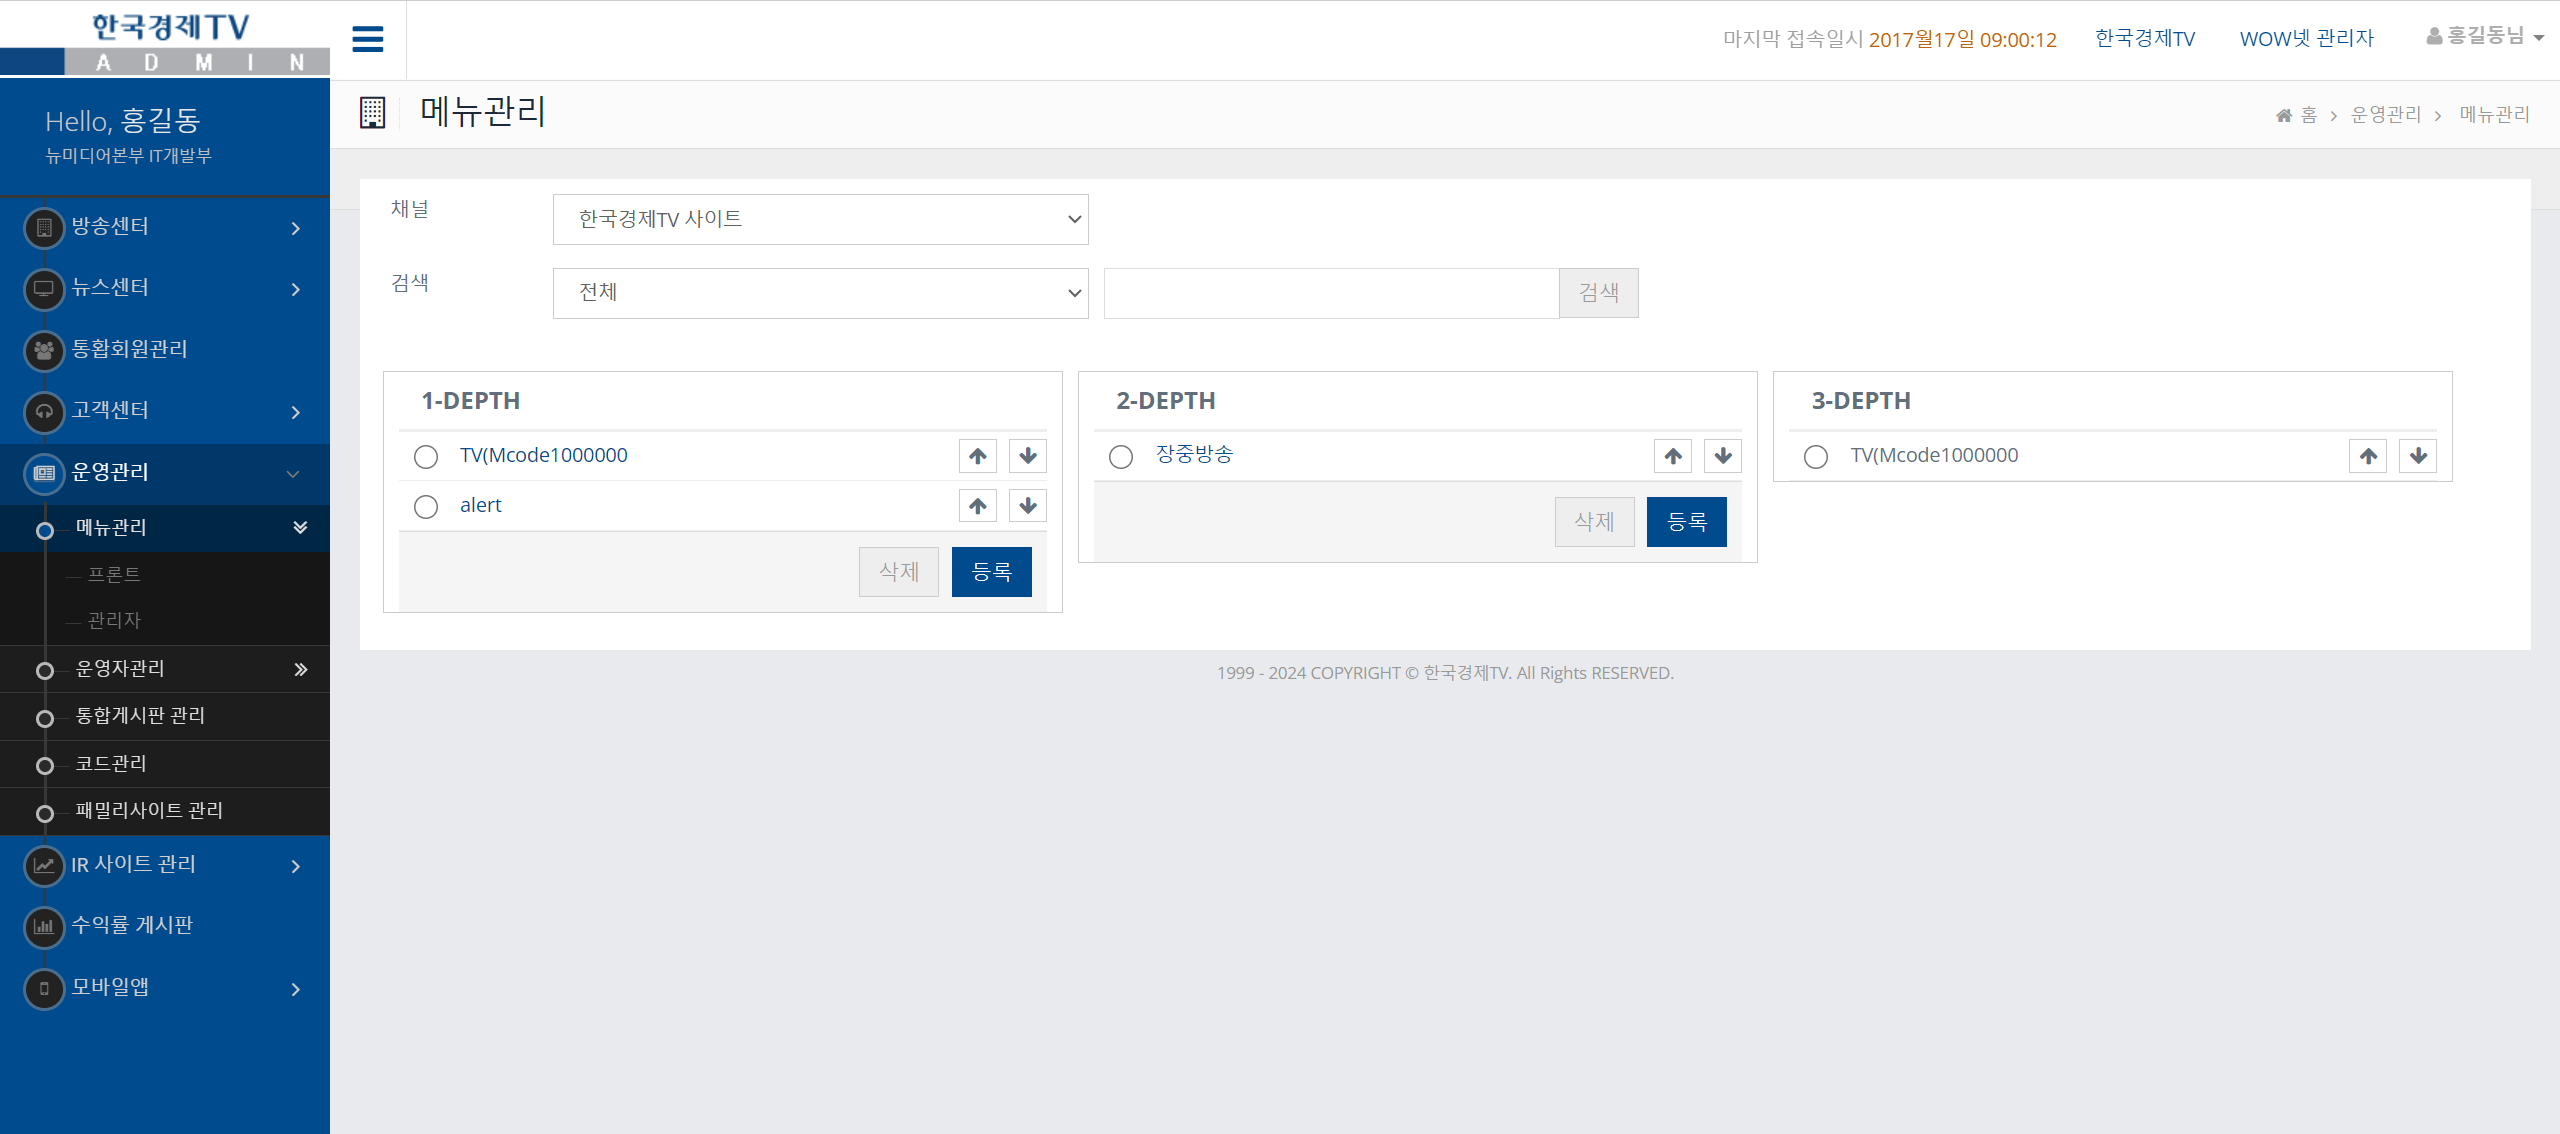 한국경제TV
ADMIN
마지막 접속일시 2017월17일 09:00:12
한국경제TV
WOW넷 관리자
홍길동님
Hello, 홍길동
뉴미디어본부 IT개발부
메뉴관리
홈 > 운영관리 > 메뉴관리
방송센터
뉴스센터
통홥회원관리
고객센터
운영관리
메뉴관리
프론트
관리자
운영자관리
통합게시판 관리
코드관리
패밀리사이트 관리
IR 사이트 관리
수익률 게시판
모바일앱
채널
한국경제TV 사이트
검색
전체
검색
1-DEPTH
TV(Mcode1000000
alert
삭제
등록
2-DEPTH
장중방송
삭제
등록
3-DEPTH
TV(Mcode1000000
1999 - 2024 COPYRIGHT © 한국경제TV. All Rights RESERVED.